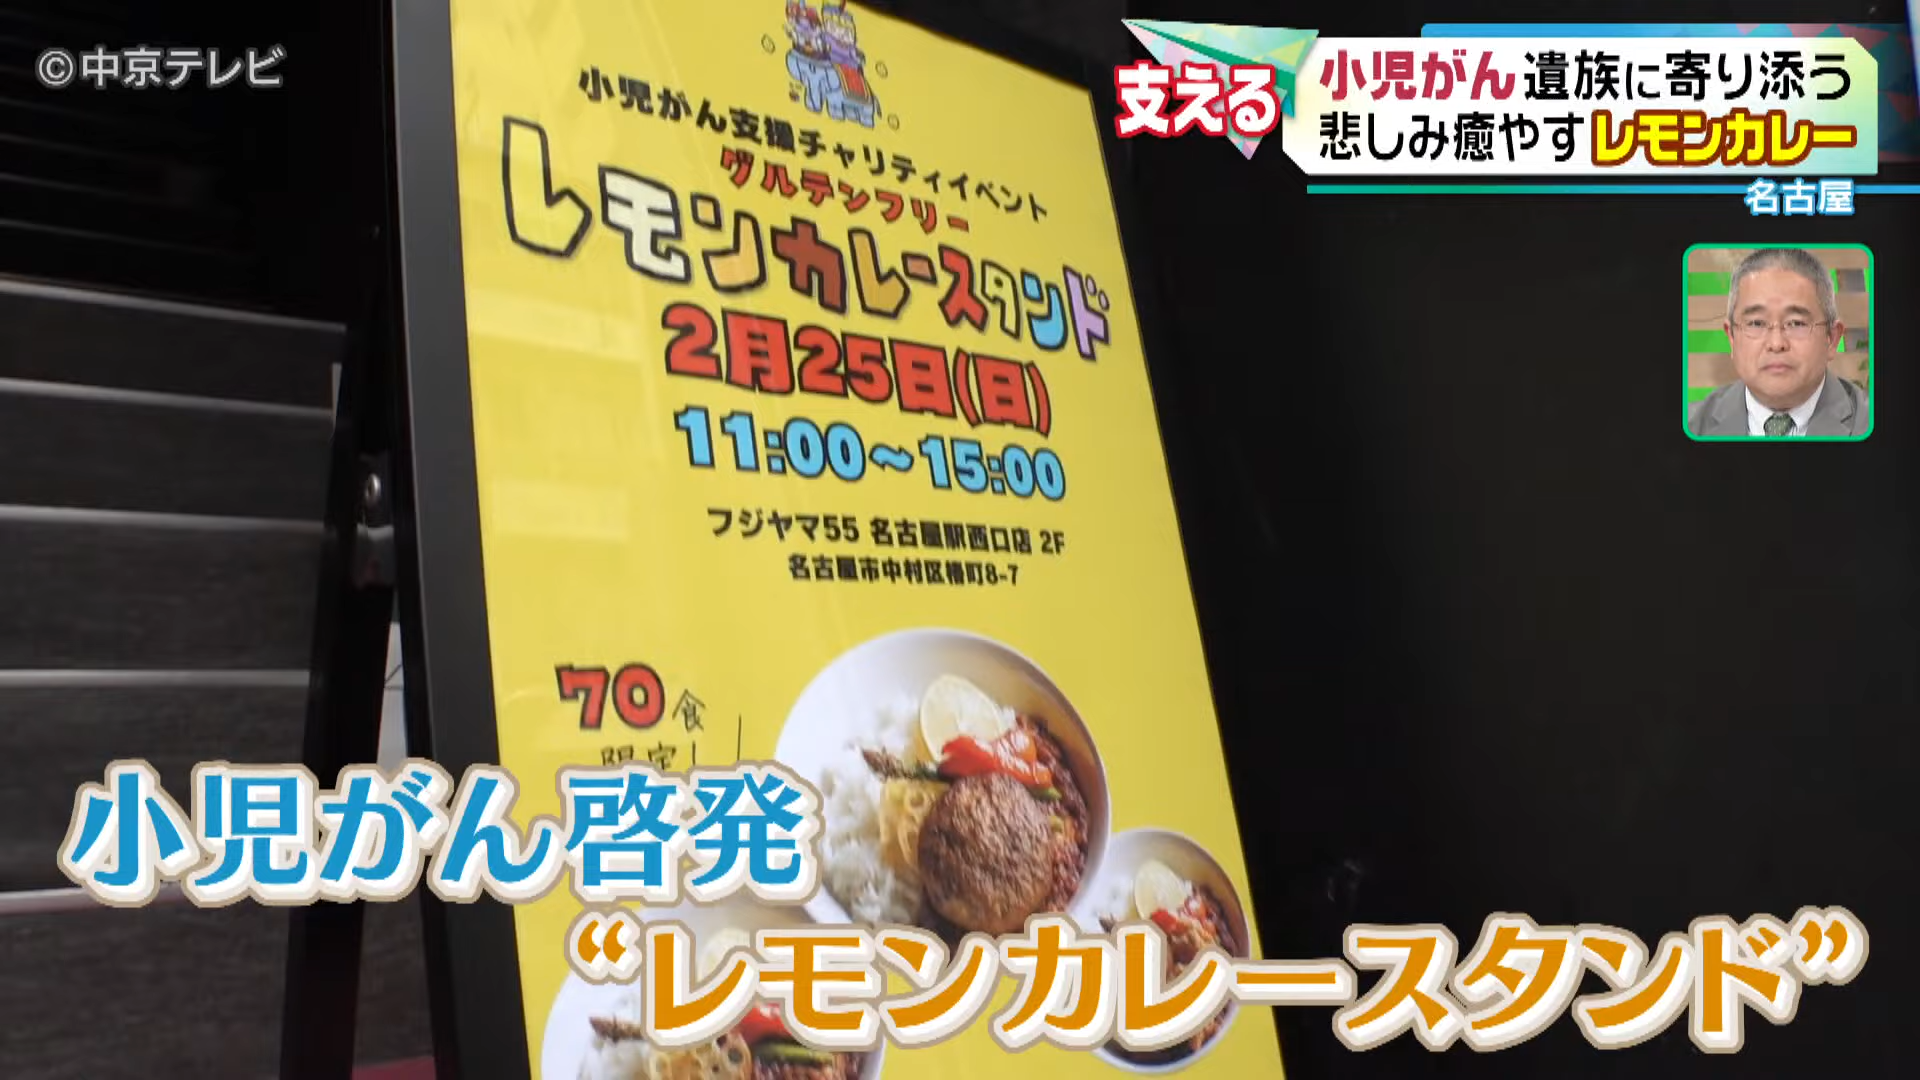 ©中京テレビ
支える
小児がん遺族に寄り添う
悲しみ癒やすレモンカレー
名古屋
小児がん支援チャリティイベント
グルテンフリー
レモンカレースタンド
2月25日(日)
11:00～15:00
フジヤマ55 名古屋駅西口店 2F
名古屋市中村区椿町8-7
70食
限定!
小児がん啓発
“レモンカレースタンド”